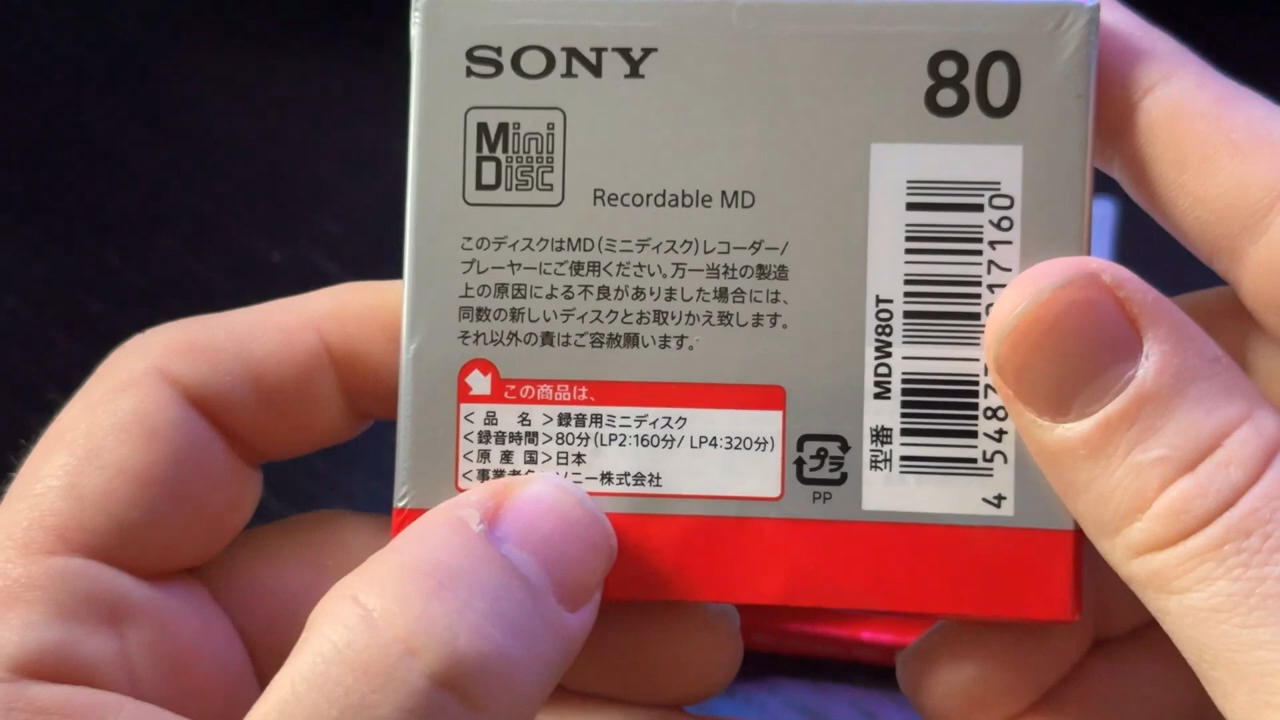 SONY
80
Mini
Disc
Recordable MD
このディスクはMD(ミニディスク)レコーダー/
プレーヤーにご使用ください。万一当社の製造
上の原因による不良がありました場合には、
同数の新しいディスクとお取りかえ致します。
それ以外の責はご容赦願います。
この商品は、
<品 名>録音用ミニディスク
<録音時間>80分(LP2:160分/ LP4:320分)
<原 産 国>日本
<事業者 ソニー株式会社
プラ
PP
型番 MDW80T
4 5487 17160